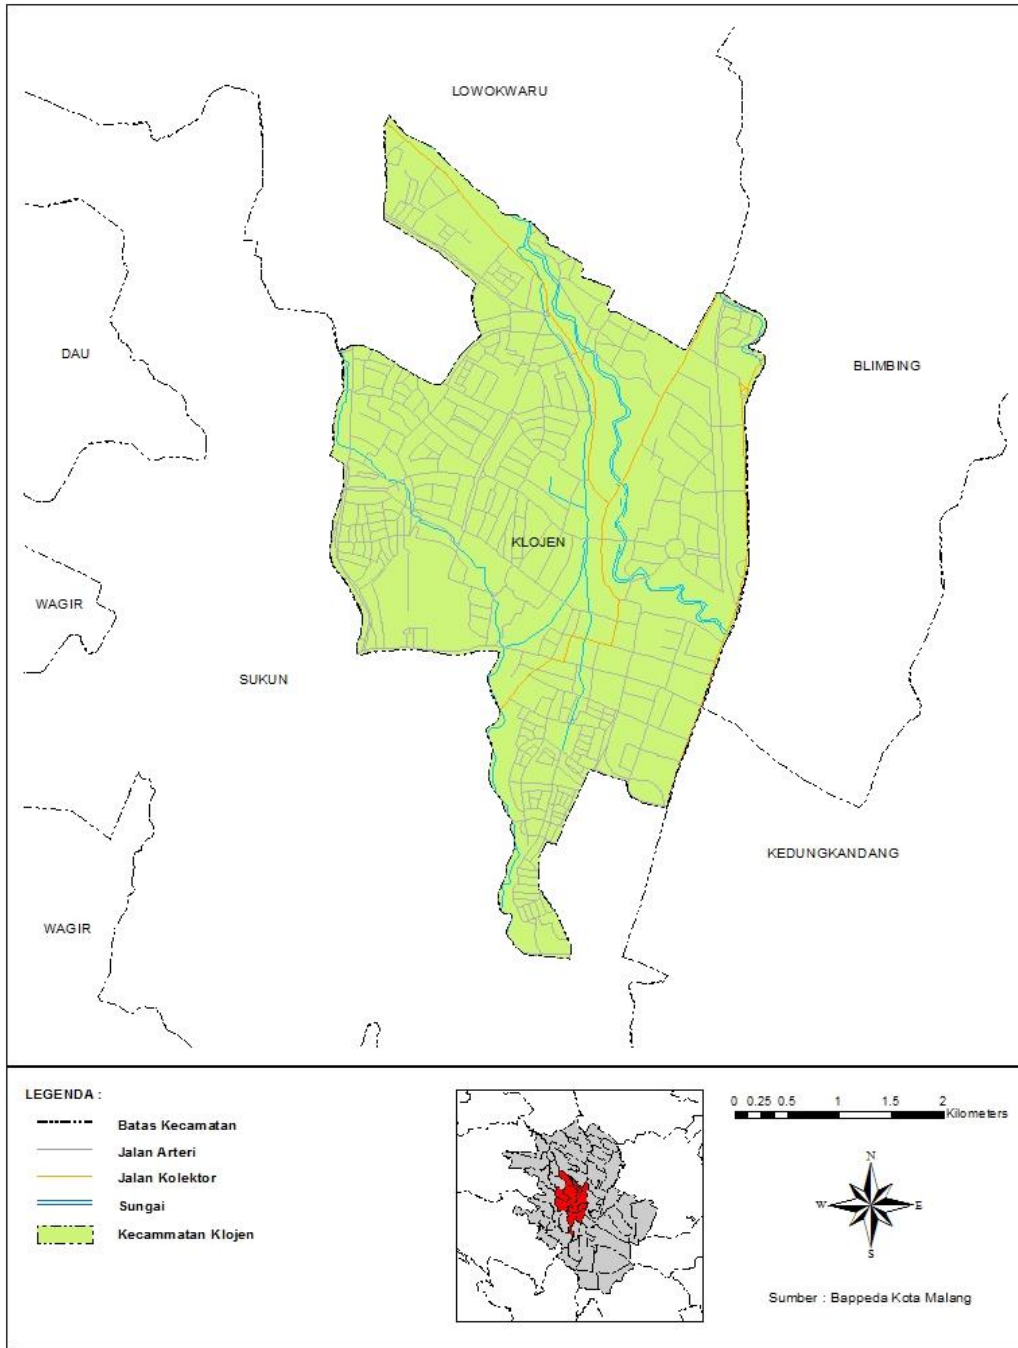 LOWOKWARU
DAU
BLIMBING
KLOJEN
WAGIR
SUKUN
KEDUNGKANDANG
WAGIR
LEGENDA :
Batas Kecamatan
Jalan Arteri
Jalan Kolektor
Sungai
Kecammatan Klojen
0 0.25 0.5 1 1.5 2
Kilometers
N
W E
S
Sumber : Bappeda Kota Malang